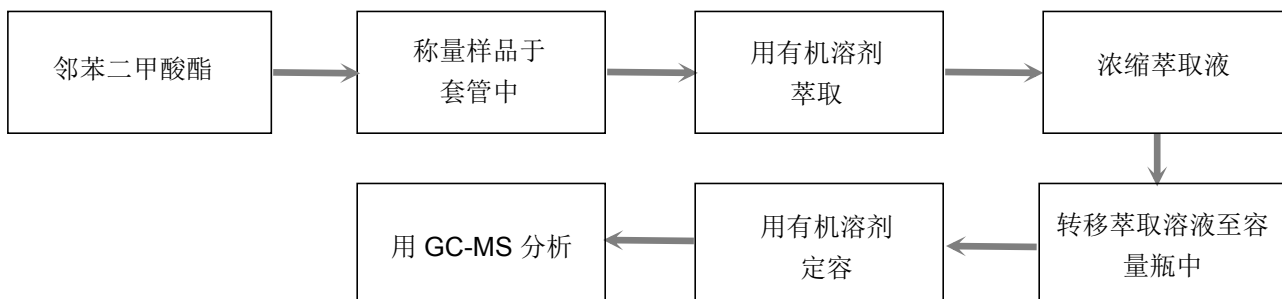 邻苯二甲酸酯
称量样品于
套管中
用有机溶剂
萃取
浓缩萃取液
转移萃取溶液至容
量瓶中
用有机溶剂
定容
用 GC-MS 分析